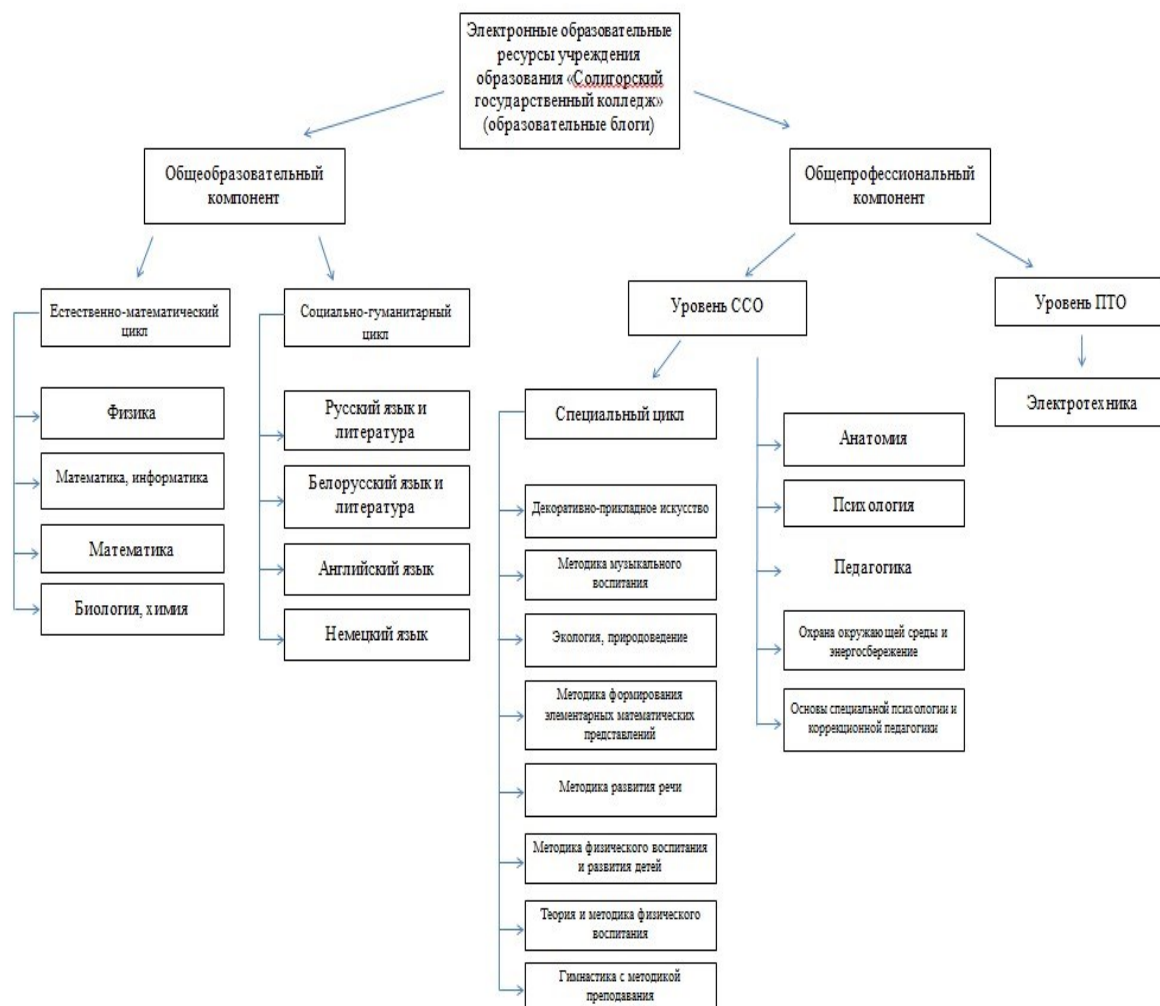 Электронные образовательные
ресурсы учреждения
образования «Солигорский
государственный колледж»
(образовательные блоги)
Общеобразовательный
компонент
Общепрофессиональный
компонент
Естественно-математический
цикл
Социально-гуманитарный
цикл
Уровень ССО
Уровень ПТО
Физика
Математика, информатика
Математика
Биология, химия
Русский язык и
литература
Белорусский язык и
литература
Английский язык
Немецкий язык
Специальный цикл
Декоративно-прикладное искусство
Методика музыкального
воспитания
Экология, природоведение
Методика формирования
элементарных математических
представлений
Методика развития речи
Методика физического воспитания
и развития детей
Теория и методика физического
воспитания
Гимнастика с методикой
преподавания
Анатомия
Психология
Педагогика
Охрана окружающей среды и
энергосбережение
Основы специальной психологии и
коррекционной педагогики
Электротехника